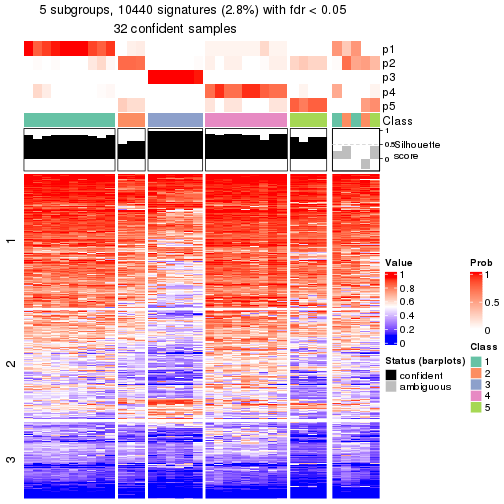 5 subgroups, 10440 signatures (2.8%) with fdr < 0.05
32 confident samples
p1
p2
p3
p4
p5
Class
1
0.5
0
Silhouette
score
1
2
3
Value
1
0.8
0.6
0.4
0.2
0
Status (barplots)
confident
ambiguous
Prob
1
0.5
0
Class
1
2
3
4
5